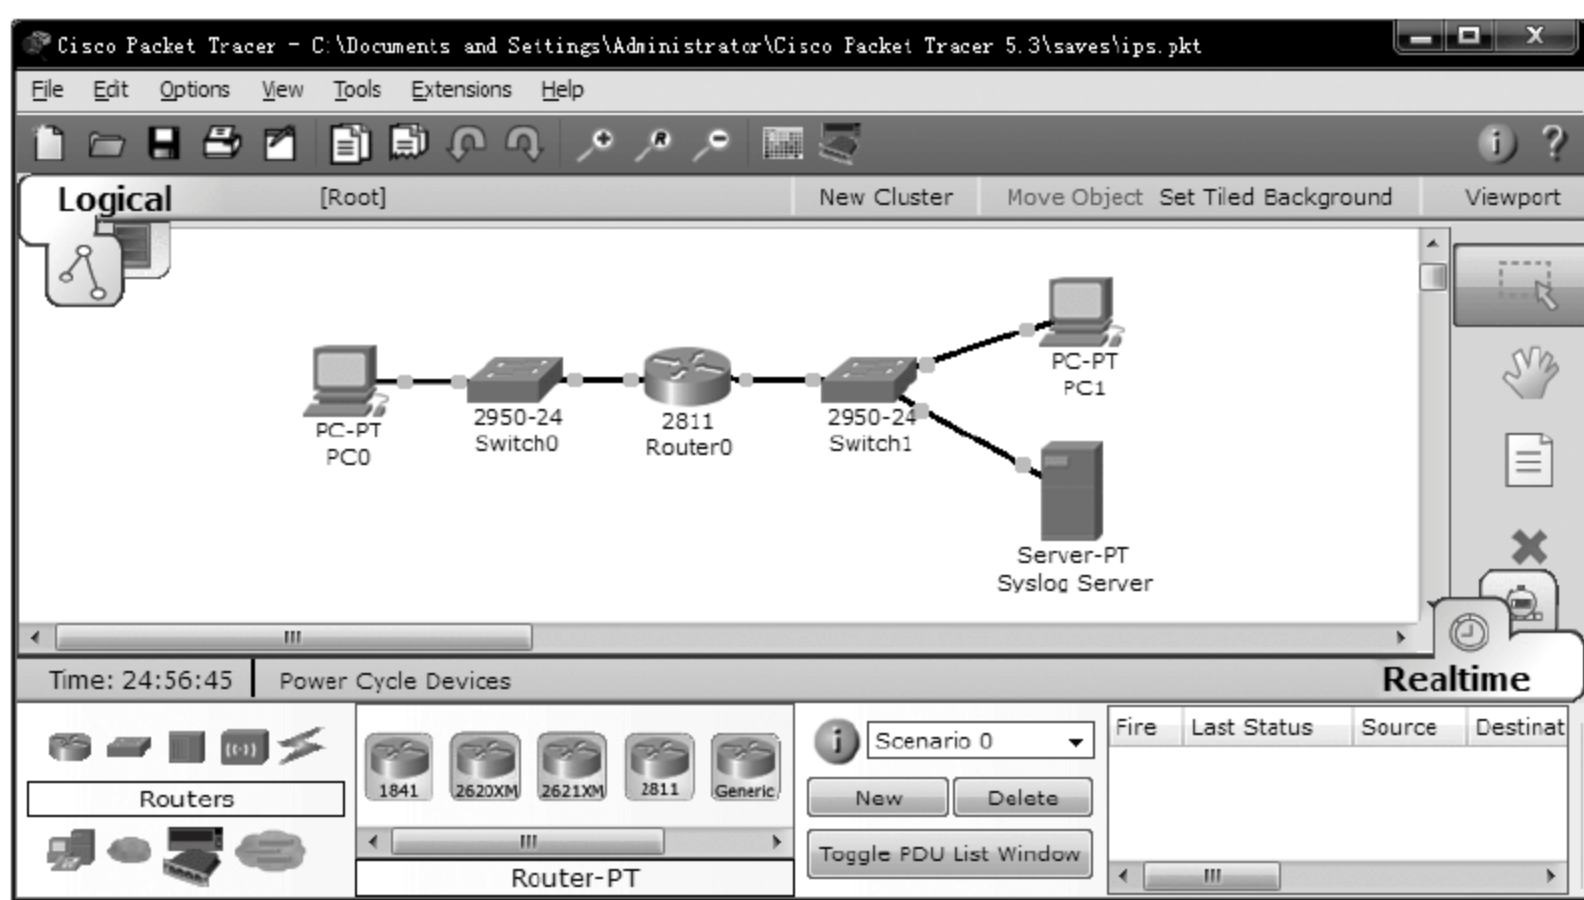 Cisco Packet Tracer - C:\Documents and Settings\Administrator\Cisco Packet Tracer 5.3\saves\ips.pkt
File Edit Options View Tools Extensions Help
Logical [Root] New Cluster Move Object Set Tiled Background Viewport
PC-PT
PC1
PC-PT
PC0
2950-24
Switch0
2811
Router0
2950-24
Switch1
Server-PT
Syslog Server
Time: 24:56:45 Power Cycle Devices Realtime
Fire Last Status Source Destinat
Scenario 0
1841 2620XM 2621XM 2811 Generic
Routers
New Delete
Toggle PDU List Window
Router-PT